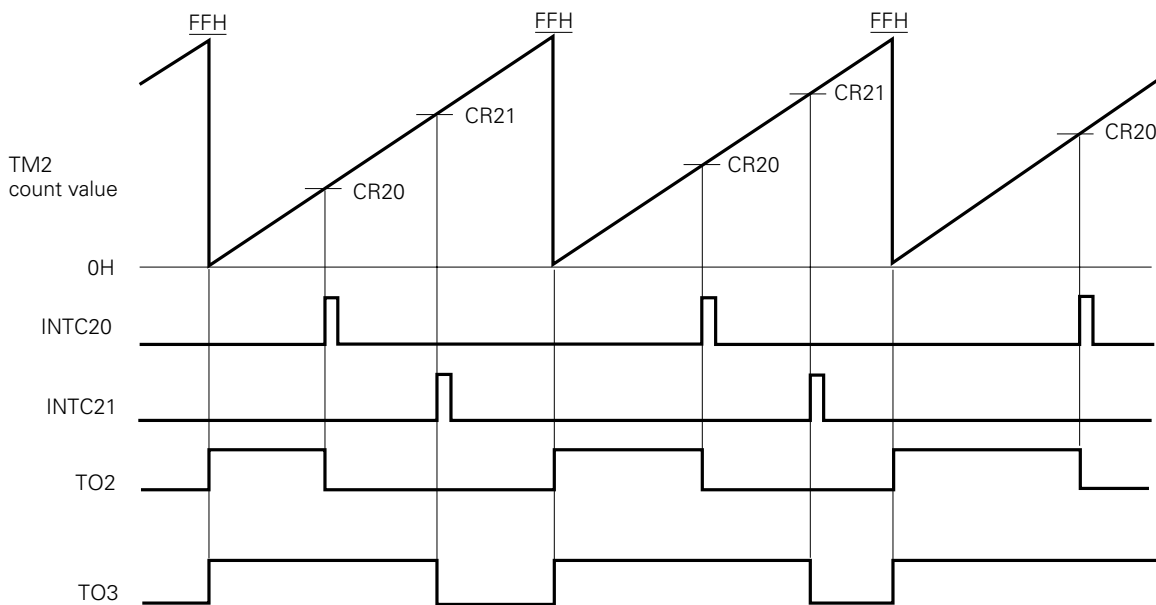 FFH
FFH
FFH
CR21
CR21
CR20
TM2
count value
CR20
CR20
0H
INTC20
INTC21
TO2
TO3